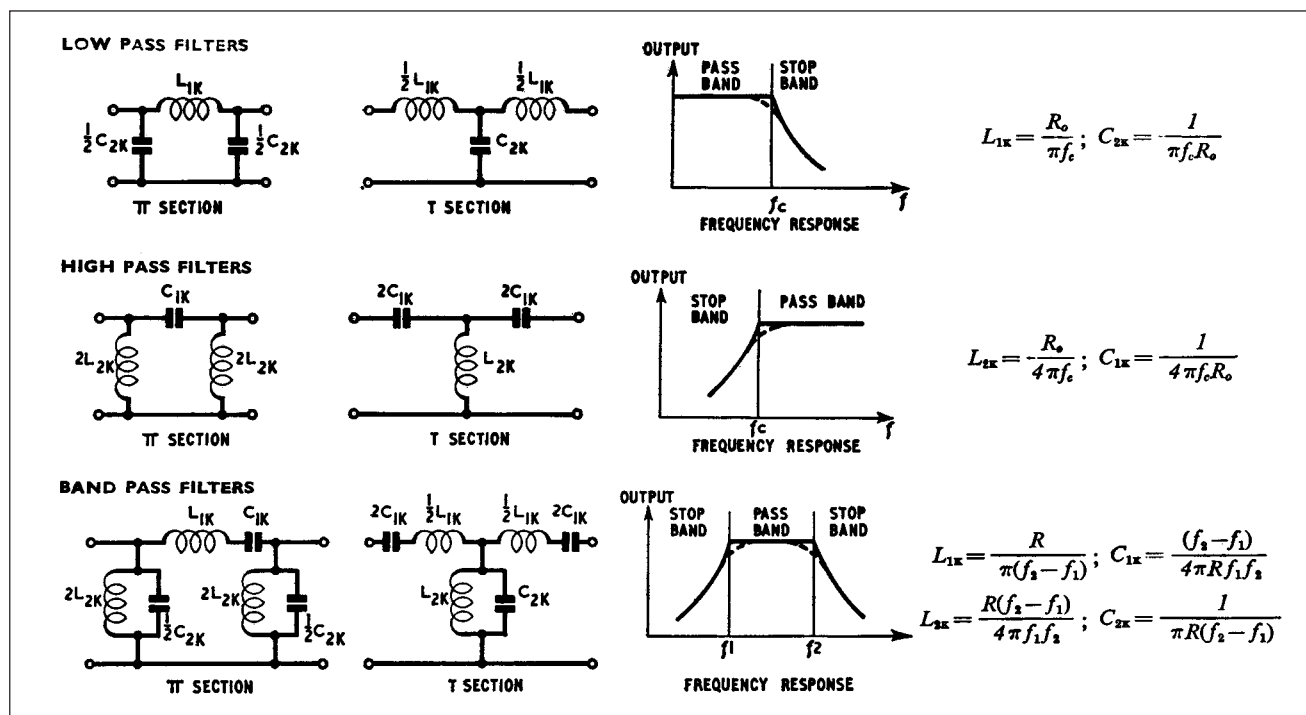 LOW PASS FILTERS
L1K
½C2K
½C2K
π SECTION
½L1K
½L1K
C2K
T SECTION
OUTPUT
PASS BAND
STOP BAND
fc
f
FREQUENCY RESPONSE
L1K = Ro/πfc ; C2K = 1/πfcRo
HIGH PASS FILTERS
C1K
2L2K
2L2K
π SECTION
2C1K
2C1K
L2K
T SECTION
OUTPUT
STOP BAND
PASS BAND
fc
f
FREQUENCY RESPONSE
L2K = Ro/4πfc ; C1K = 1/4πfcRo
BAND PASS FILTERS
L1K
C1K
2L2K
½C2K
2L2K
½C2K
π SECTION
2C1K
½L1K
½L1K
2C1K
L2K
C2K
T SECTION
OUTPUT
STOP BAND
PASS BAND
STOP BAND
f1
f2
FREQUENCY RESPONSE
L1K = R/π(f2−f1) ; C1K = (f2−f1)/4πRf1f2
L2K = R(f2−f1)/4πf1f2 ; C2K = 1/πR(f2−f1)